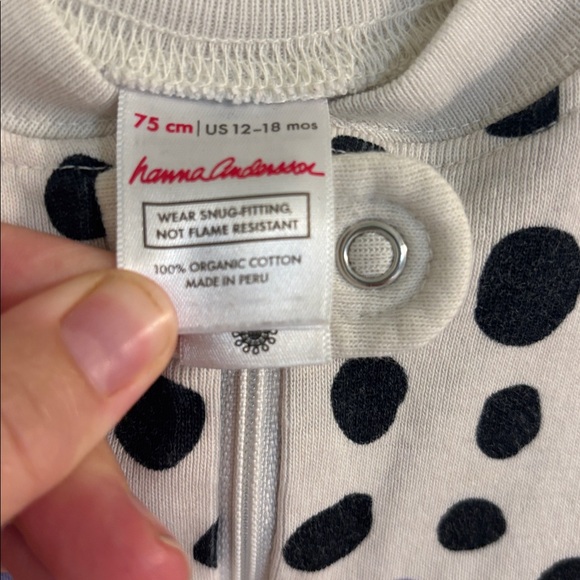 75 cm | US 12-18 mos
hanna andersson
WEAR SNUG-FITTING,
NOT FLAME RESISTANT
100% ORGANIC COTTON
MADE IN PERU